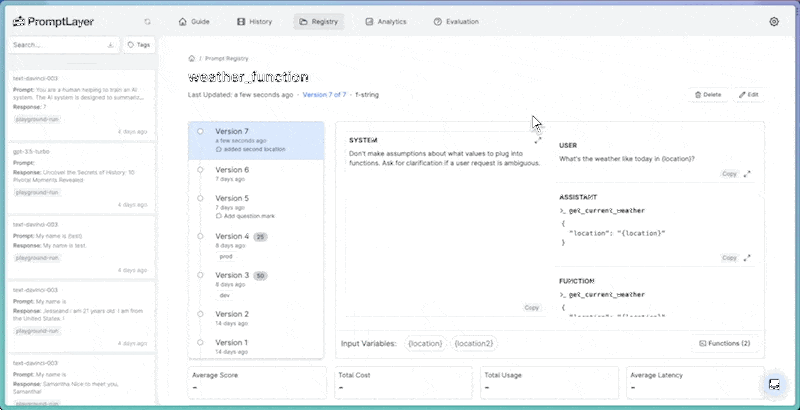 PromptLayer
Guide
History
Registry
Analytics
Evaluation
Search...
Tags
text-davinci-003
Prompt: You are a human helping to train an AI
system. The AI system is designed to summatiz...
Response: 7
playground-run
4 days ago
gpt-3.5-turbo
Prompt:
Response: Uncover the Secrets of History: 10
Pivotal Moments Revealed
playground-run
4 days ago
text-davinci-003
Prompt: My name is {text}
Response: My name is test.
playground-run
4 days ago
text-davinci-003
Prompt: My name is
Response: I am 21 years old. I am from
the United States. I
playground-run
4 days ago
text-davinci-003
Prompt: My name is
Response: Samantha. Nice to meet you,
Samantha!
playground-run
/ Prompt Registry
weather_function
Last Updated: a few seconds ago · Version 7 of 7 · f-string
Delete
Edit
Version 7
a few seconds ago
added second location
Version 6
7 days ago
Version 5
7 days ago
Add question mark
Version 4 25
8 days ago
prod
Version 3 50
8 days ago
dev
Version 2
14 days ago
Version 1
14 days ago
SYSTEM
Don't make assumptions about what values to plug into
functions. Ask for clarification if a user request is ambiguous.
Copy
USER
What's the weather like today in {location}?
Copy
ASSISTANT
>_ get_current_weather
{
"location": "{location}"
}
Copy
FUNCTION
>_ get_current_weather
{
"location": "{location}",
Input Variables: {location} {location2}
Functions (2)
Average Score
-
Total Cost
-
Total Usage
-
Average Latency
-